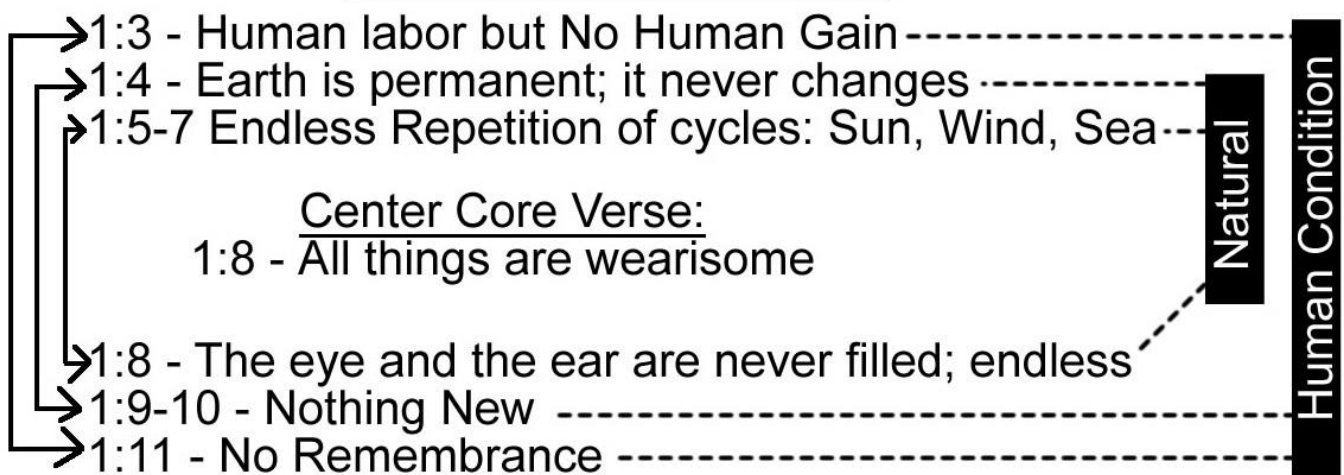 1:3 - Human labor but No Human Gain
1:4 - Earth is permanent; it never changes
1:5-7 Endless Repetition of cycles: Sun, Wind, Sea
Center Core Verse:
1:8 - All things are wearisome
1:8 - The eye and the ear are never filled; endless
1:9-10 - Nothing New
1:11 - No Remembrance
Natural
Human Condition